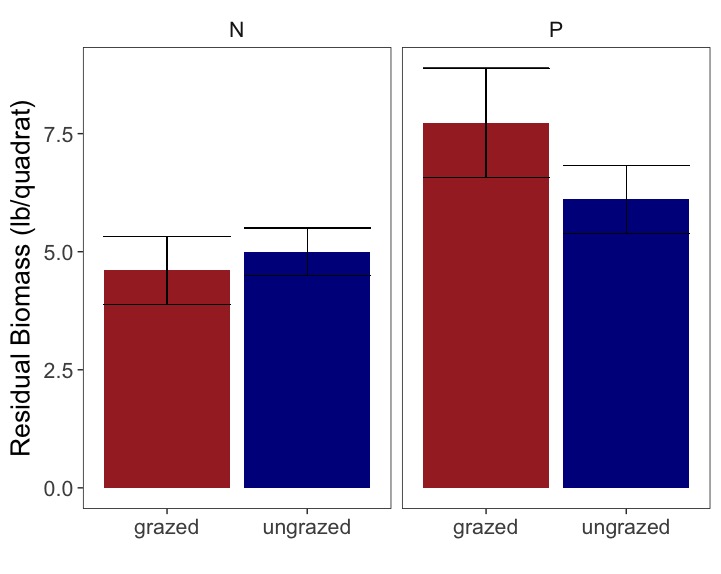 N
P
Residual Biomass (lb/quadrat)
7.5
5.0
2.5
0.0
grazed
ungrazed
grazed
ungrazed